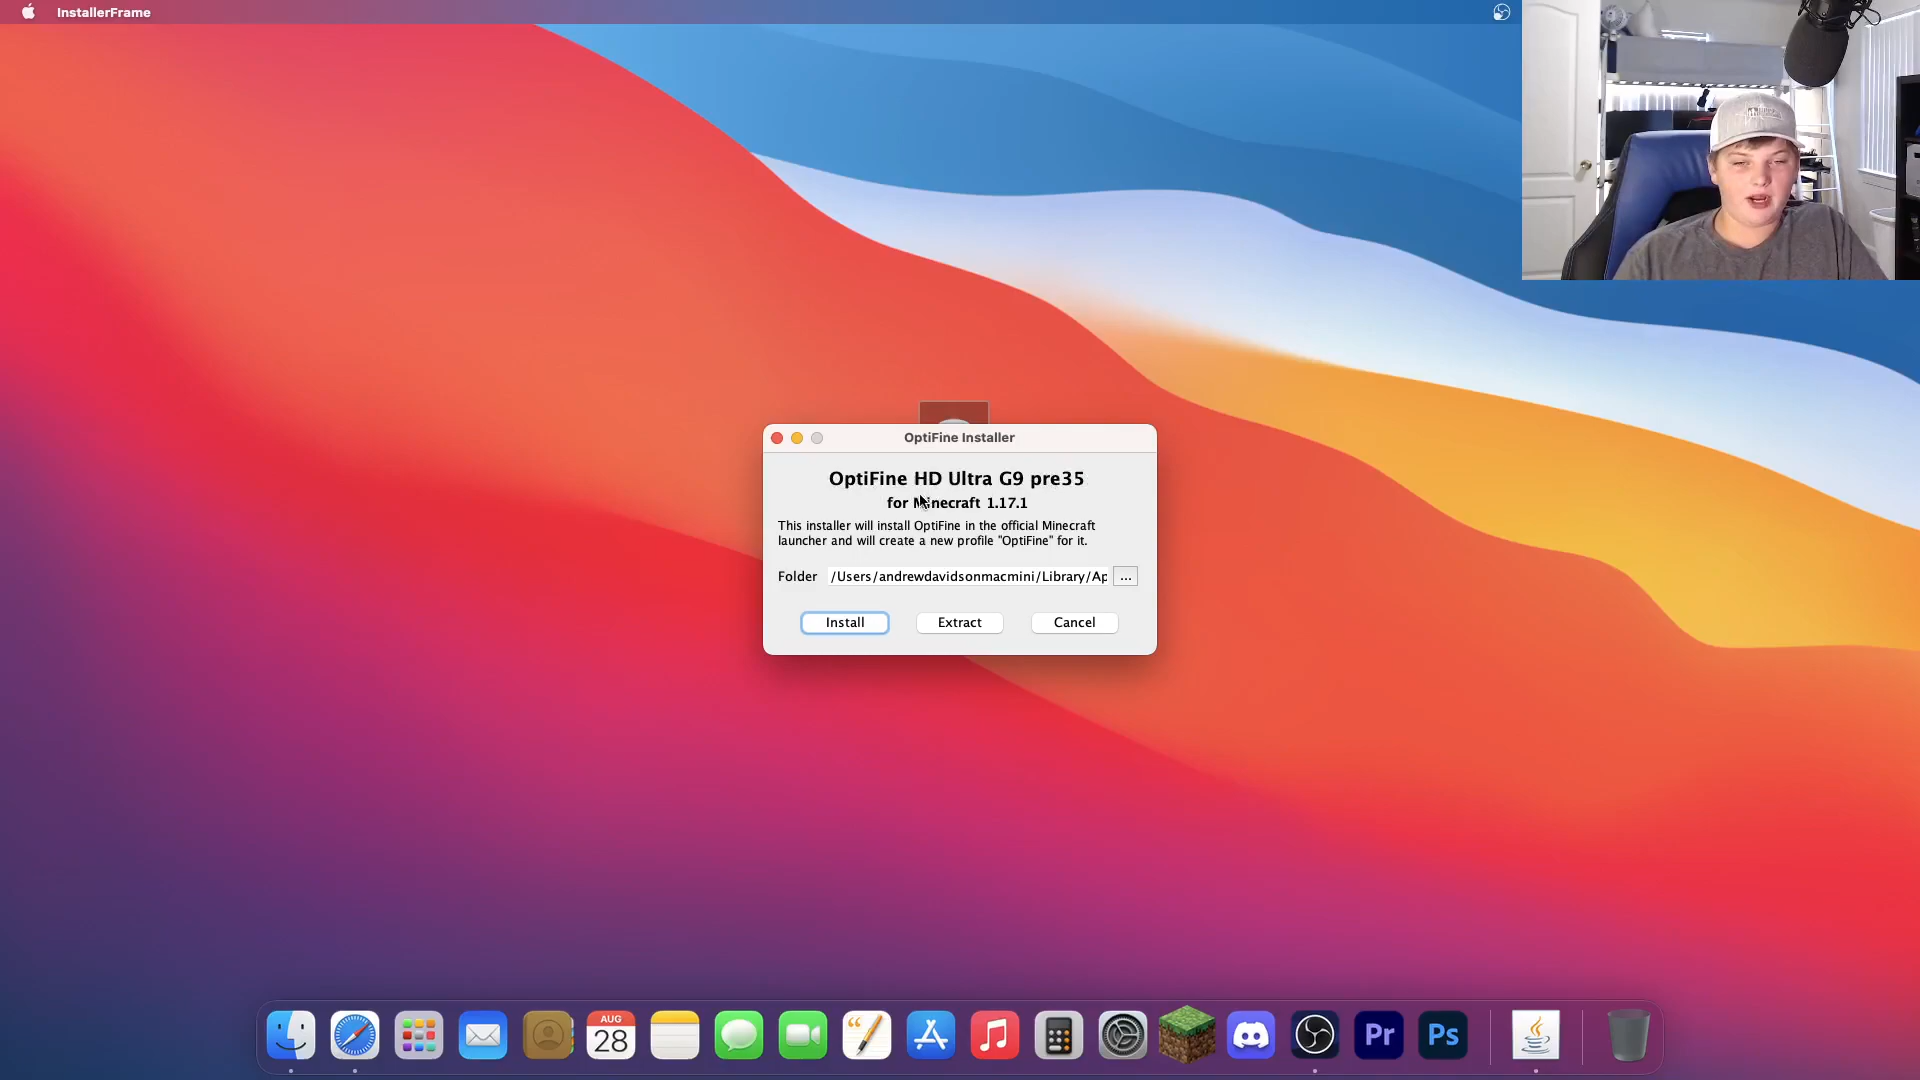 InstallerFrame
OptiFine Installer
OptiFine HD Ultra G9 pre35
for Minecraft 1.17.1
This installer will install OptiFine in the official Minecraft
launcher and will create a new profile "OptiFine" for it.
Folder /Users/andrewdavidsonmacmini/Library/Ap ...
Install Extract Cancel
AUG
28
Pr Ps